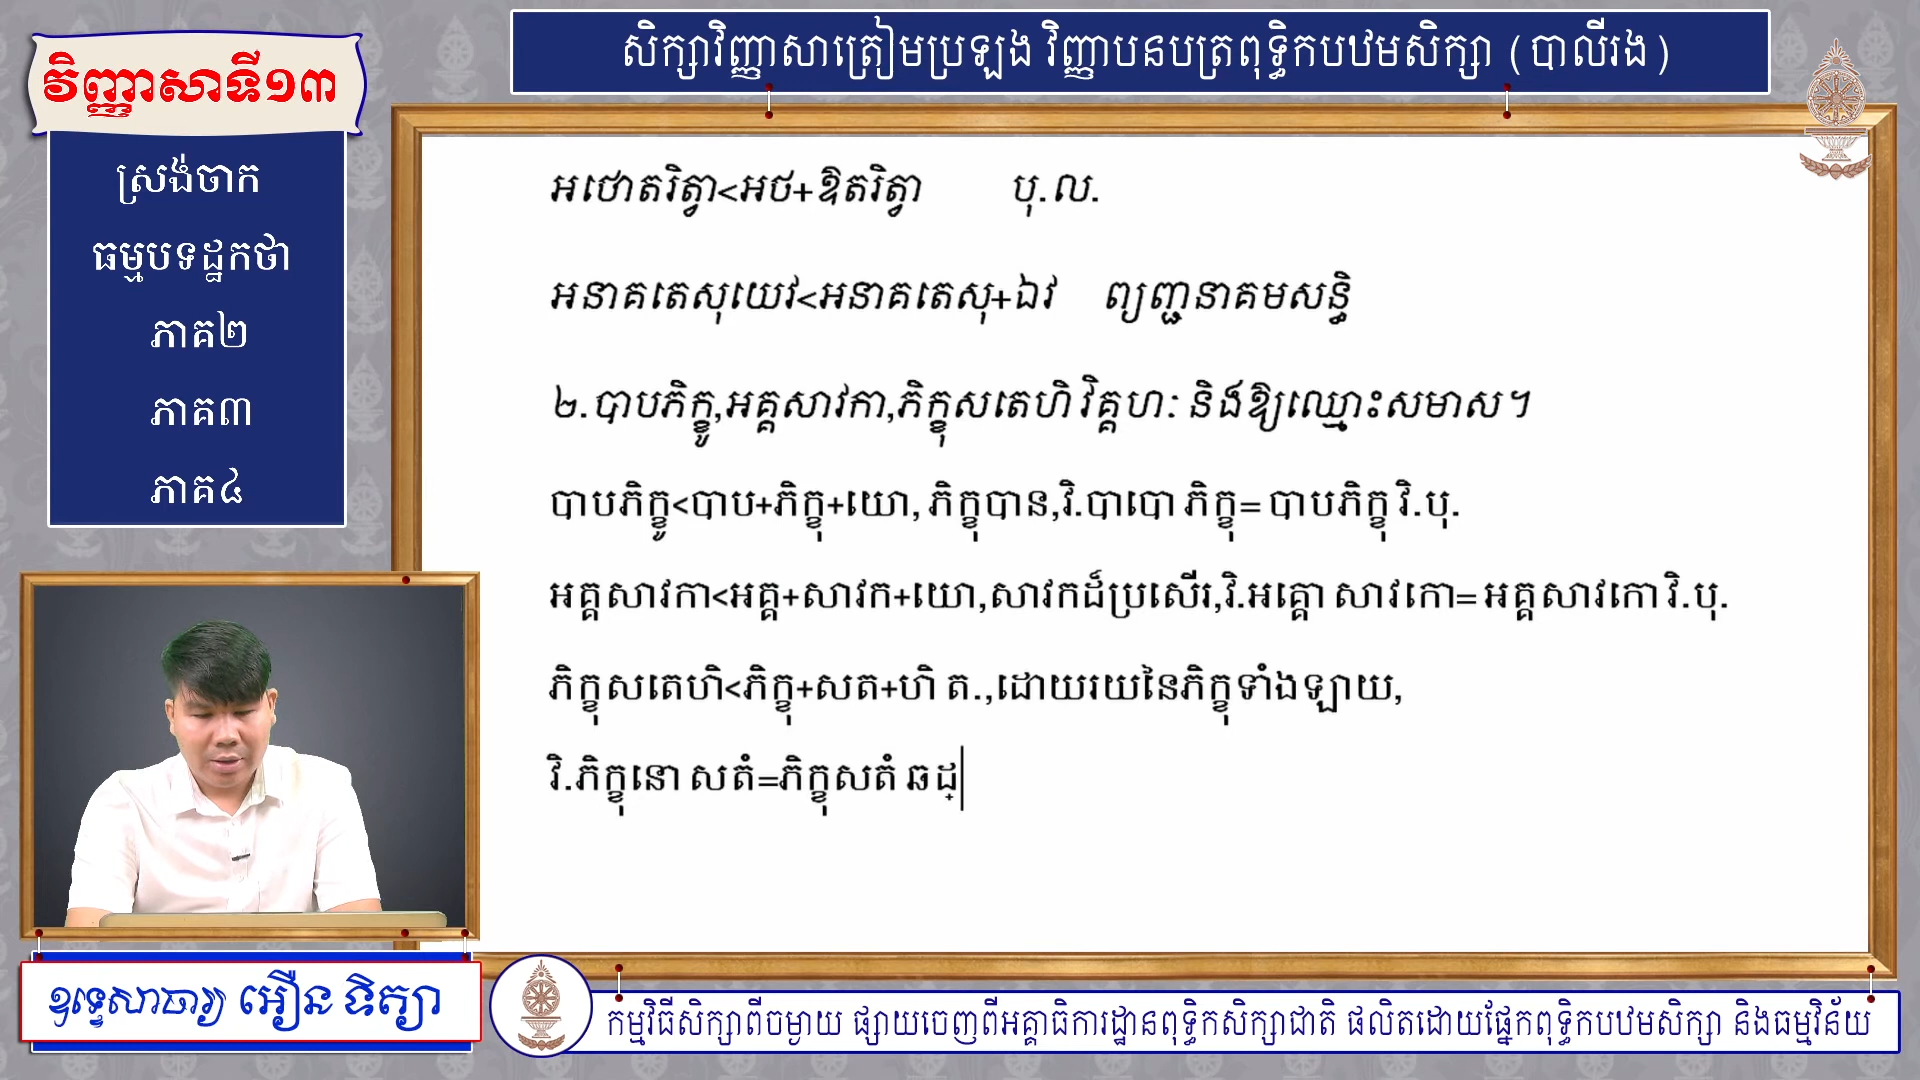 សិក្សាវិញ្ញាសាត្រៀមប្រឡង វិញ្ញាបនបត្រពុទ្ធិកបឋមសិក្សា (បាលីរង)
វិញ្ញាសាទី១៣
ស្រង់ចាក
ធម្មបទដ្ឋកថា
ភាគ២
ភាគ៣
ភាគ៤
អថោតរិត្វា<អថ+ឱតរិត្វា បុ.ល.
អនាគតេសុយេវ<អនាគតេសុ+ឯវ ព្យញ្ជនាគមសន្ធិ
២.បាបភិក្ខូ,អគ្គសាវកា,ភិក្ខុសតេហិ វិគ្គហៈ និងឱ្យឈ្មោះសមាស។
បាបភិក្ខូ<បាប+ភិក្ខុ+យោ, ភិក្ខុបាន,វិ.បាបោ ភិក្ខុ= បាបភិក្ខុ វិ.បុ.
អគ្គសាវកា<អគ្គ+សាវក+យោ,សាវកដ៏ប្រសើរ,វិ.អគ្គោ សាវកោ= អគ្គសាវកោ វិ.បុ.
ភិក្ខុសតេហិ<ភិក្ខុ+សត+ហិ ត.,ដោយរយនៃភិក្ខុទាំងឡាយ,
វិ.ភិក្ខុនោ សតំ=ភិក្ខុសតំ ឆដ្
ឧទ្ទេសាចារ្យ អឿន ទិត្យា
កម្មវិធីសិក្សាពីចម្ងាយ ផ្សាយចេញពីអគ្គាធិការដ្ឋានពុទ្ធិកសិក្សាជាតិ ផលិតដោយផ្នែកពុទ្ធិកបឋមសិក្សា និងធម្មវិន័យ